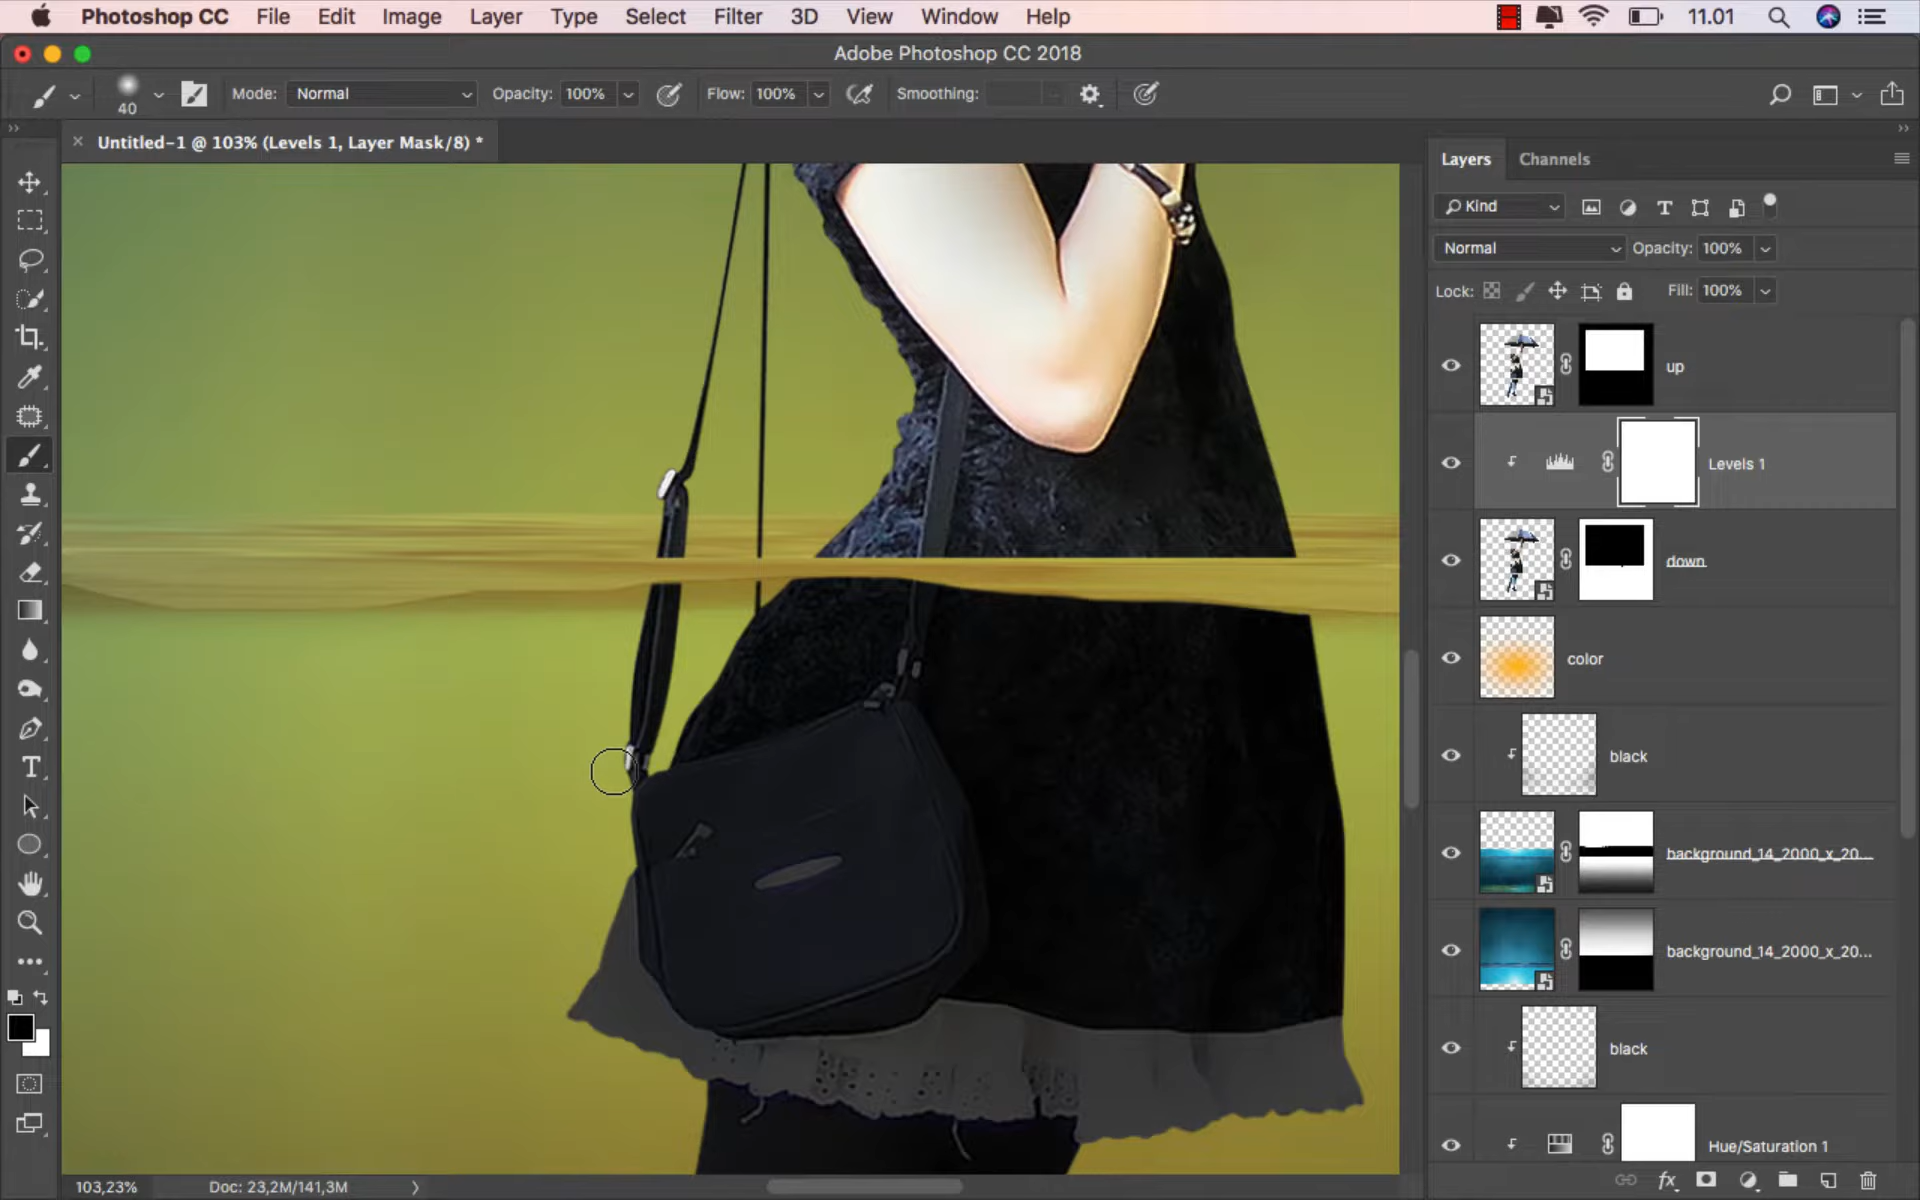 Photoshop CC File Edit Image Layer Type Select Filter 3D View Window Help 11.01
Adobe Photoshop CC 2018
40 Mode: Normal Opacity: 100% Flow: 100% Smoothing:
Untitled-1 @ 103% (Levels 1, Layer Mask/8) *
Layers Channels
Kind
Normal Opacity: 100%
Lock: Fill: 100%
up
Levels 1
down
color
black
background_14_2000_x_20...
background_14_2000_x_20...
black
Hue/Saturation 1
103,23% Doc: 23,2M/141,3M